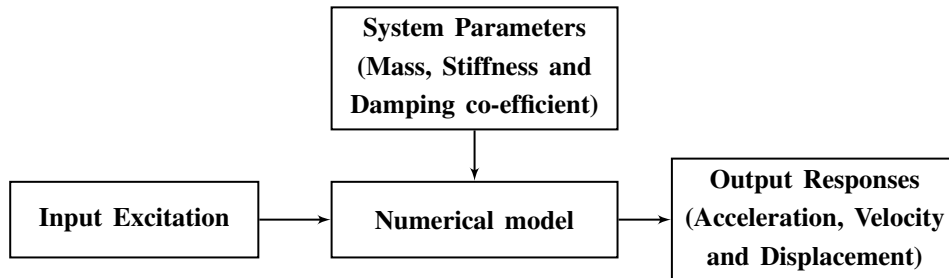 System Parameters
(Mass, Stiffness and
Damping co-efficient)
Input Excitation
Numerical model
Output Responses
(Acceleration, Velocity
and Displacement)